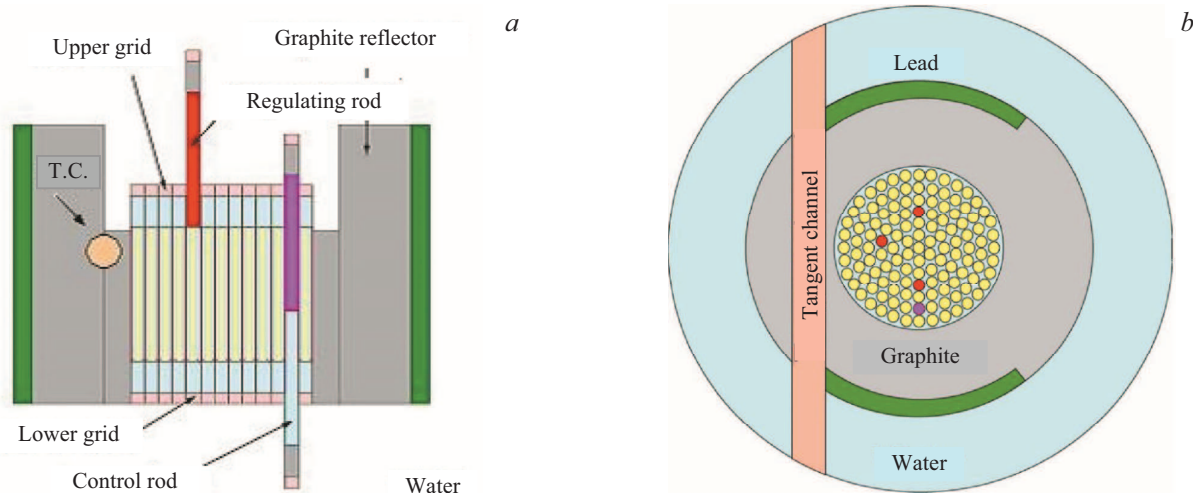 a
Upper grid
Graphite reflector
Regulating rod
T.C.
Lower grid
Control rod
Water
b
Lead
Tangent channel
Graphite
Water